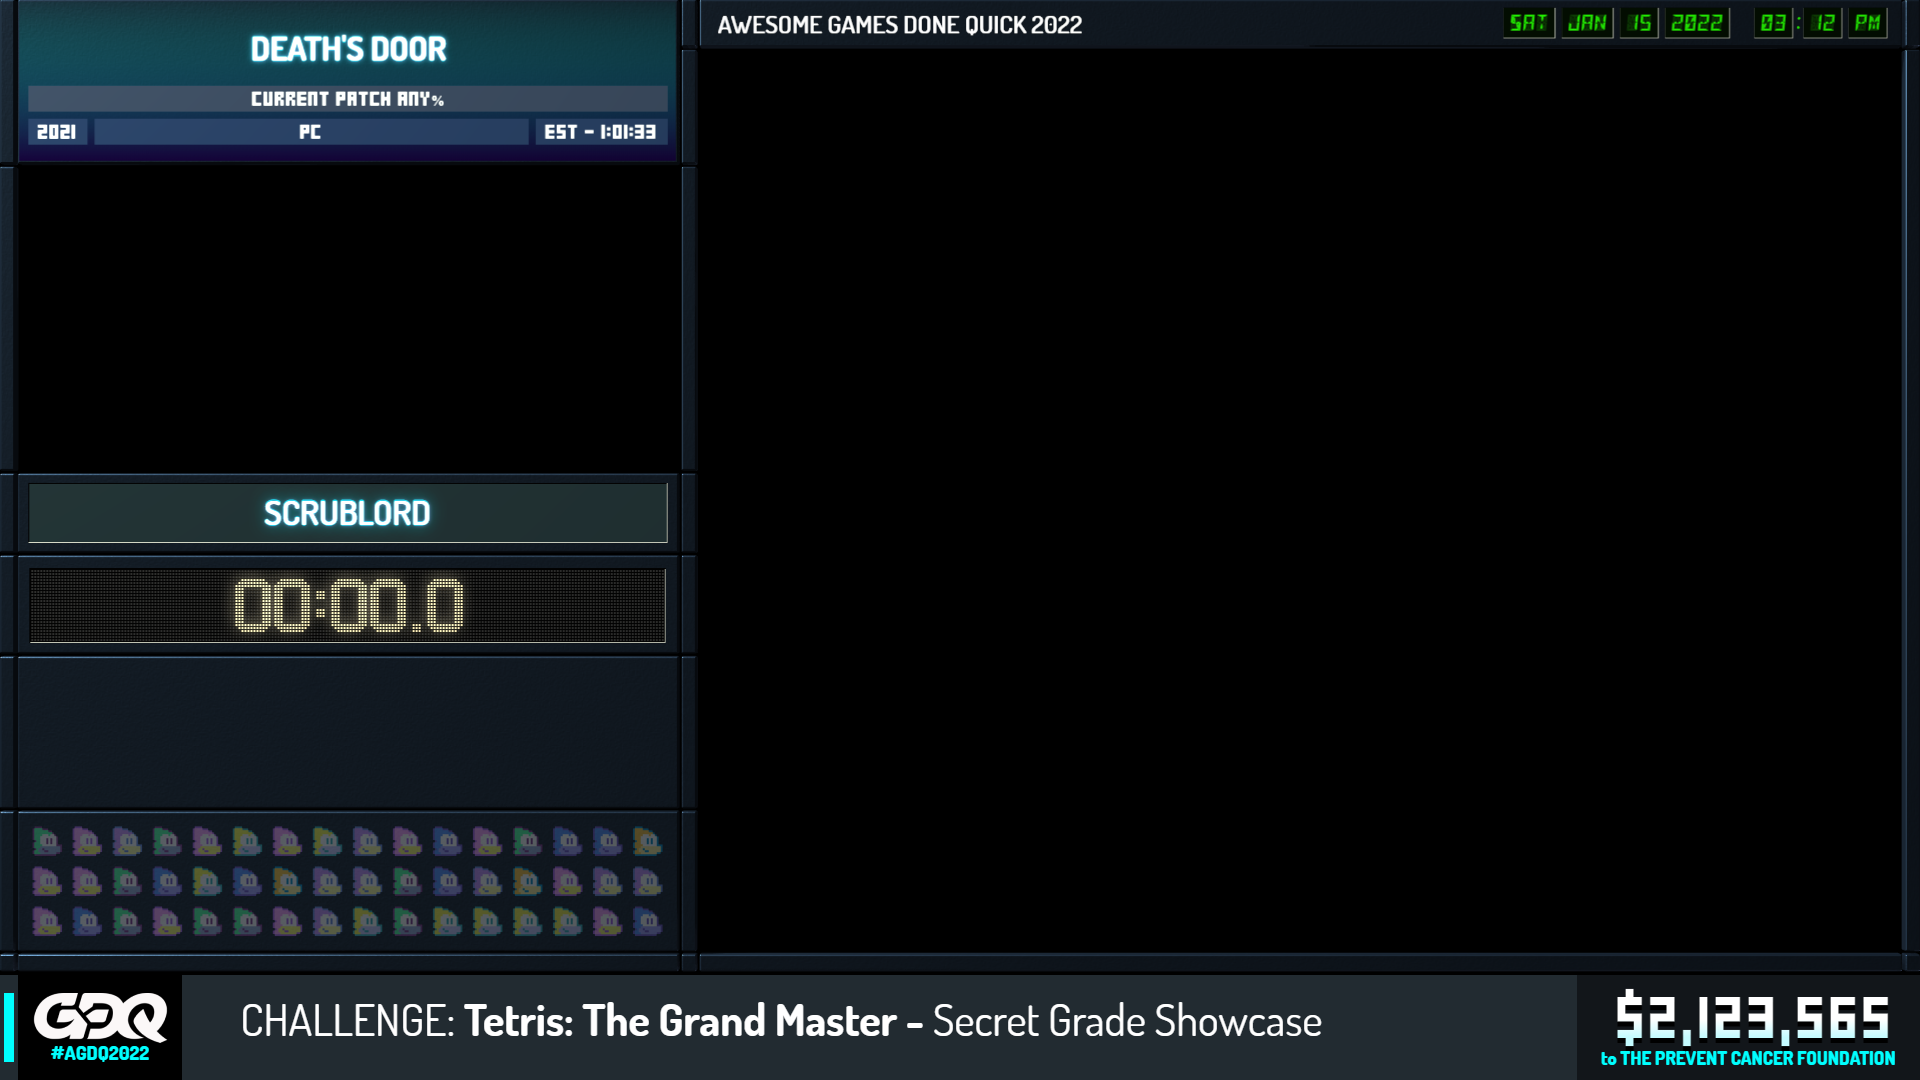 DEATH'S DOOR
CURRENT PATCH ANY%
2021
PC
EST - 1:01:33
AWESOME GAMES DONE QUICK 2022
SAT JAN 15 2022 03:12 PM
SCRUBLORD
00:00.0
GDQ
#AGDQ2022
CHALLENGE: Tetris: The Grand Master - Secret Grade Showcase
$2,123,565
to THE PREVENT CANCER FOUNDATION